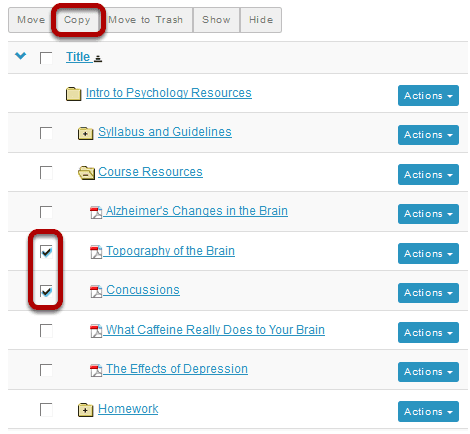 Move Copy Move to Trash Show Hide
Title
Intro to Psychology Resources Actions
Syllabus and Guidelines Actions
Course Resources Actions
Alzheimer's Changes in the Brain Actions
Topography of the Brain Actions
Concussions Actions
What Caffeine Really Does to Your Brain Actions
The Effects of Depression Actions
Homework Actions